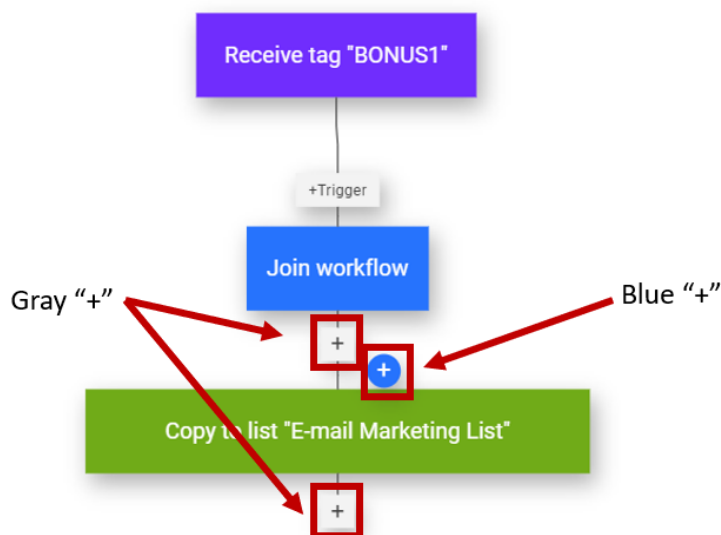 Receive tag "BONUS1"
+Trigger
Join workflow
Gray “+”
Blue “+”
+
+
Copy to list "E-mail Marketing List"
+